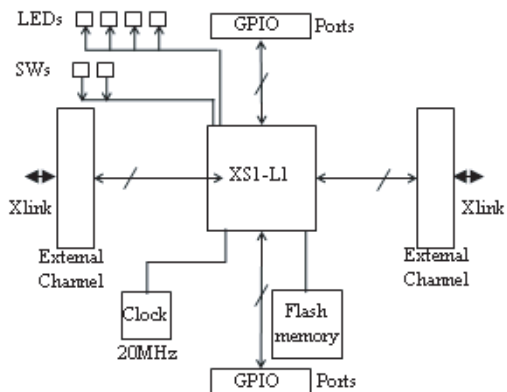 LEDs
GPIO
Ports
SWs
XS1-L1
Xlink
Xlink
External
Channel
External
Channel
Clock
20MHz
Flash
memory
GPIO
Ports